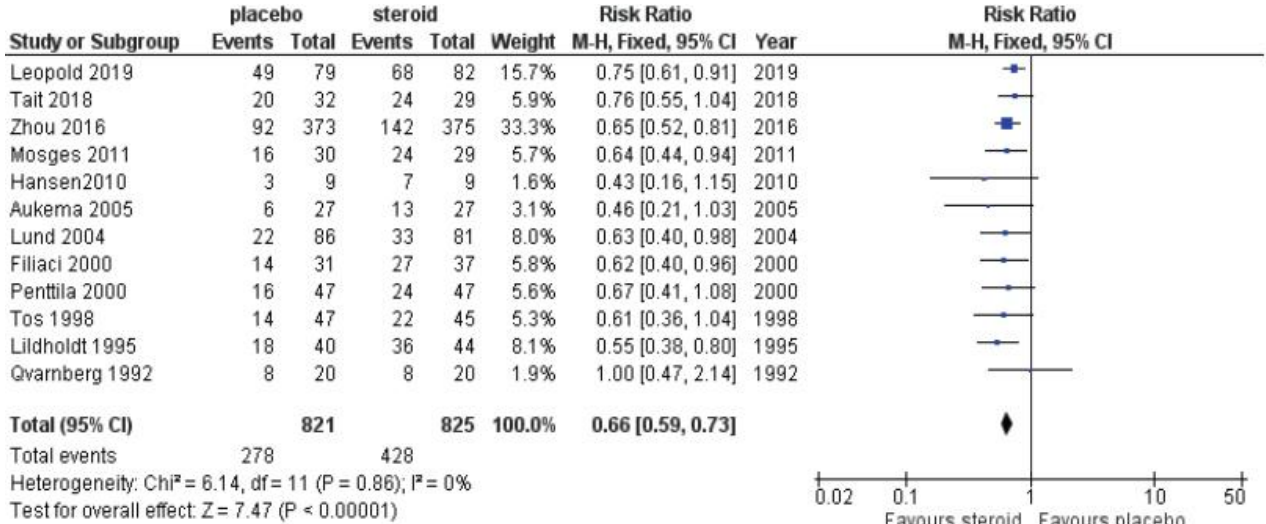 placebo steroid Risk Ratio Risk Ratio
Study or Subgroup Events Total Events Total Weight M-H, Fixed, 95% CI Year M-H, Fixed, 95% CI
Leopold 2019 49 79 68 82 15.7% 0.75 [0.61, 0.91] 2019
Tait 2018 20 32 24 29 5.9% 0.76 [0.55, 1.04] 2018
Zhou 2016 92 373 142 375 33.3% 0.65 [0.52, 0.81] 2016
Mosges 2011 16 30 24 29 5.7% 0.64 [0.44, 0.94] 2011
Hansen2010 3 9 7 9 1.6% 0.43 [0.16, 1.15] 2010
Aukema 2005 6 27 13 27 3.1% 0.46 [0.21, 1.03] 2005
Lund 2004 22 86 33 81 8.0% 0.63 [0.40, 0.98] 2004
Filiaci 2000 14 31 27 37 5.8% 0.62 [0.40, 0.96] 2000
Penttila 2000 16 47 24 47 5.6% 0.67 [0.41, 1.08] 2000
Tos 1998 14 47 22 45 5.3% 0.61 [0.36, 1.04] 1998
Lildholdt 1995 18 40 36 44 8.1% 0.55 [0.38, 0.80] 1995
Qvarnberg 1992 8 20 8 20 1.9% 1.00 [0.47, 2.14] 1992
Total (95% CI) 821 825 100.0% 0.66 [0.59, 0.73]
Total events 278 428
Heterogeneity: Chi² = 6.14, df = 11 (P = 0.86); I² = 0%
Test for overall effect: Z = 7.47 (P < 0.00001)
0.02 0.1 1 10 50
Favours steroid Favours placebo